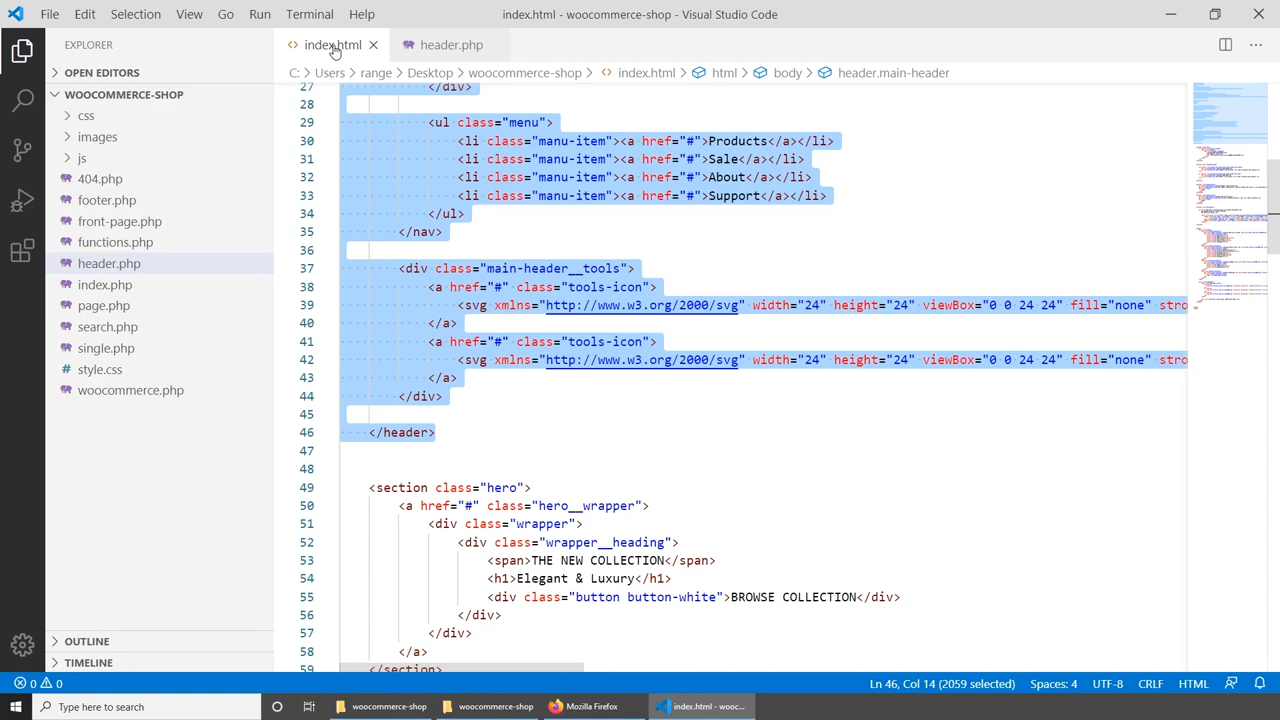 File Edit Selection View Go Run Terminal Help index.html - woocommerce-shop - Visual Studio Code
EXPLORER
index.html
header.php
OPEN EDITORS
C: Users range Desktop woocommerce-shop index.html html body header.main-header
WOOCOMMERCE-SHOP
css
images
js
404.php
footer.php
front-page.php
functions.php
header.php
index.php
page.php
search.php
single.php
style.css
woocommerce.php
OUTLINE
TIMELINE
27 </div>
28
29 <ul class="menu">
30 <li class="manu-item"><a href="#">Products</a></li>
31 <li class="manu-item"><a href="#">Sale</a></li>
32 <li class="manu-item"><a href="#">About</a></li>
33 <li class="manu-item"><a href="#">Support</a></li>
34 </ul>
35 </nav>
36
37 <div class="main-header__tools">
38 <a href="#" class="tools-icon">
39 <svg xmlns="http://www.w3.org/2000/svg" width="24" height="24" viewBox="0 0 24 24" fill="none" stro
40 </a>
41 <a href="#" class="tools-icon">
42 <svg xmlns="http://www.w3.org/2000/svg" width="24" height="24" viewBox="0 0 24 24" fill="none" stro
43 </a>
44 </div>
45
46 </header>
47
48
49 <section class="hero">
50 <a href="#" class="hero__wrapper">
51 <div class="wrapper">
52 <div class="wrapper__heading">
53 <span>THE NEW COLLECTION</span>
54 <h1>Elegant & Luxury</h1>
55 <div class="button button-white">BROWSE COLLECTION</div>
56 </div>
57 </div>
58 </a>
59 </section>
0 0 Ln 46, Col 14 (2059 selected) Spaces: 4 UTF-8 CRLF HTML
Type here to search woocommerce-shop woocommerce-shop Mozilla Firefox index.html - wooc...